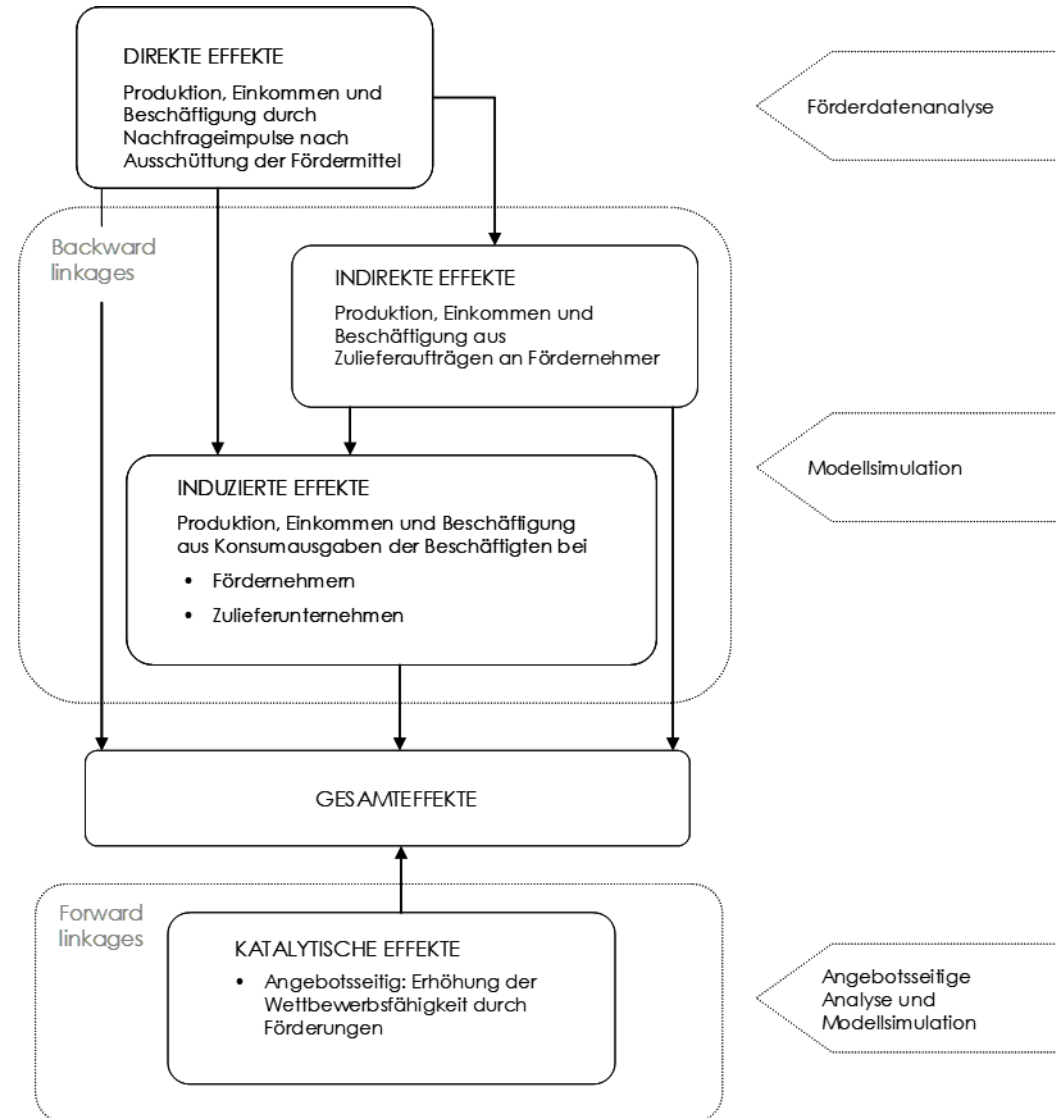 DIREKTE EFFEKTE
Produktion, Einkommen und
Beschäftigung durch
Nachfrageimpulse nach
Ausschüttung der Fördermittel
Förderdatenanalyse
Backward
linkages
INDIREKTE EFFEKTE
Produktion, Einkommen und
Beschäftigung aus
Zulieferaufträgen an Fördernehmer
Modellsimulation
INDUZIERTE EFFEKTE
Produktion, Einkommen und Beschäftigung
aus Konsumausgaben der Beschäftigten bei
• Fördernehmern
• Zulieferunternehmen
GESAMTEFFEKTE
Forward
linkages
KATALYTISCHE EFFEKTE
• Angebotsseitig: Erhöhung der
Wettbewerbsfähigkeit durch
Förderungen
Angebotsseitige
Analyse und
Modellsimulation